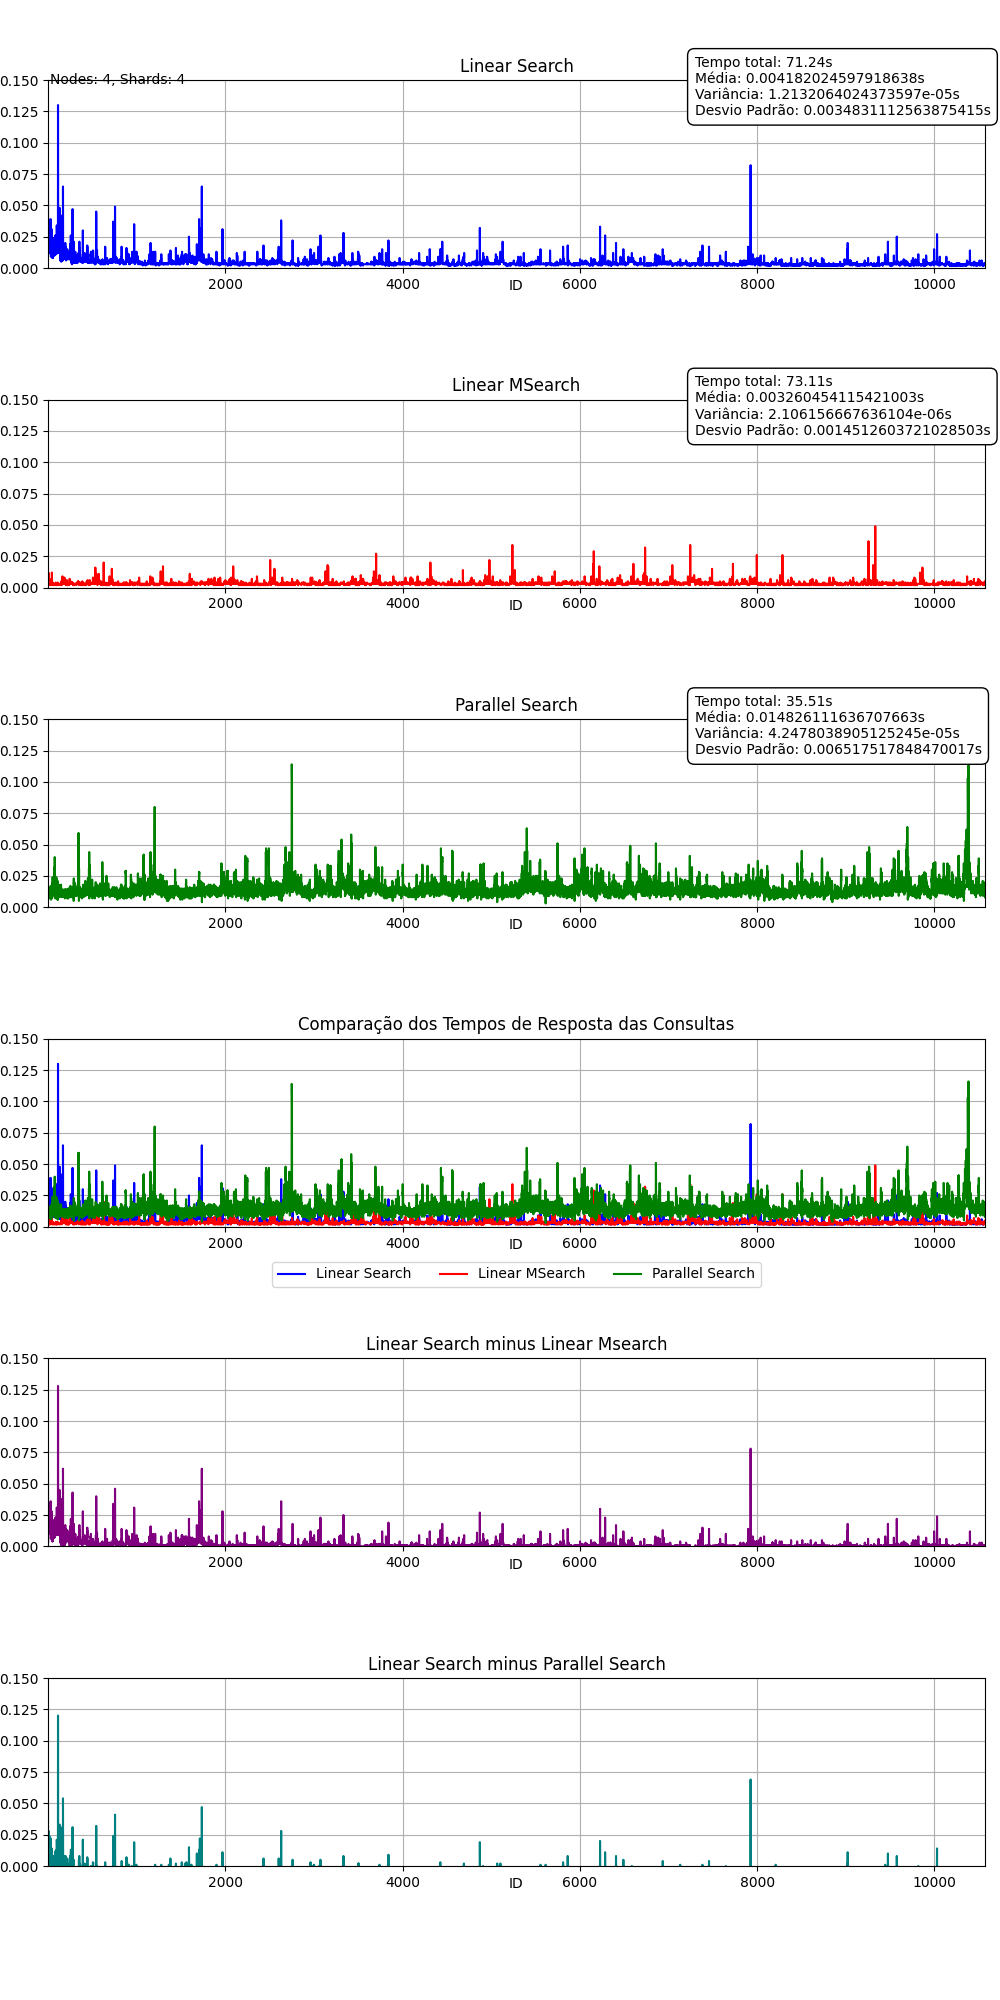 Linear Search
Nodes: 4, Shards: 4
Tempo total: 71.24s
Média: 0.004182024597918638s
Variância: 1.2132064024373597e-05s
Desvio Padrão: 0.0034831112563875415s
0.150
0.125
0.100
0.075
0.050
0.025
0.000
2000 4000 6000 8000 10000
ID
Linear MSearch
Tempo total: 73.11s
Média: 0.003260454115421003s
Variância: 2.106156667636104e-06s
Desvio Padrão: 0.0014512603721028503s
0.150
0.125
0.100
0.075
0.050
0.025
0.000
2000 4000 6000 8000 10000
ID
Parallel Search
Tempo total: 35.51s
Média: 0.014826111636707663s
Variância: 4.2478038905125245e-05s
Desvio Padrão: 0.006517517848470017s
0.150
0.125
0.100
0.075
0.050
0.025
0.000
2000 4000 6000 8000 10000
ID
Comparação dos Tempos de Resposta das Consultas
0.150
0.125
0.100
0.075
0.050
0.025
0.000
2000 4000 6000 8000 10000
ID
Linear Search Linear MSearch Parallel Search
Linear Search minus Linear Msearch
0.150
0.125
0.100
0.075
0.050
0.025
0.000
2000 4000 6000 8000 10000
ID
Linear Search minus Parallel Search
0.150
0.125
0.100
0.075
0.050
0.025
0.000
2000 4000 6000 8000 10000
ID